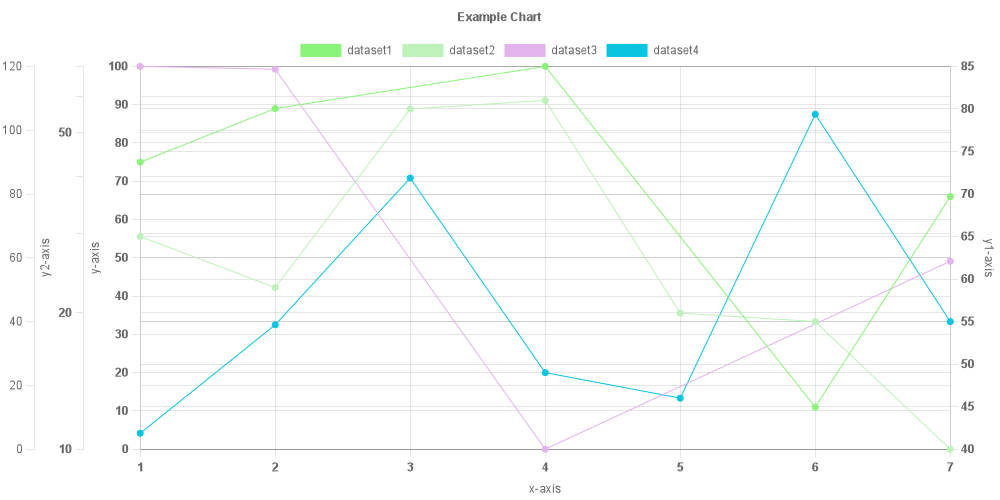 Example Chart
dataset1 dataset2 dataset3 dataset4
120 100 85
90 80
100 50 80 75
70 70
80 60 65
y2-axis y-axis y1-axis
60 50 60
40 20 40 55
30 50
20 20 45
10
0 10 0 40
1 2 3 4 5 6 7
x-axis